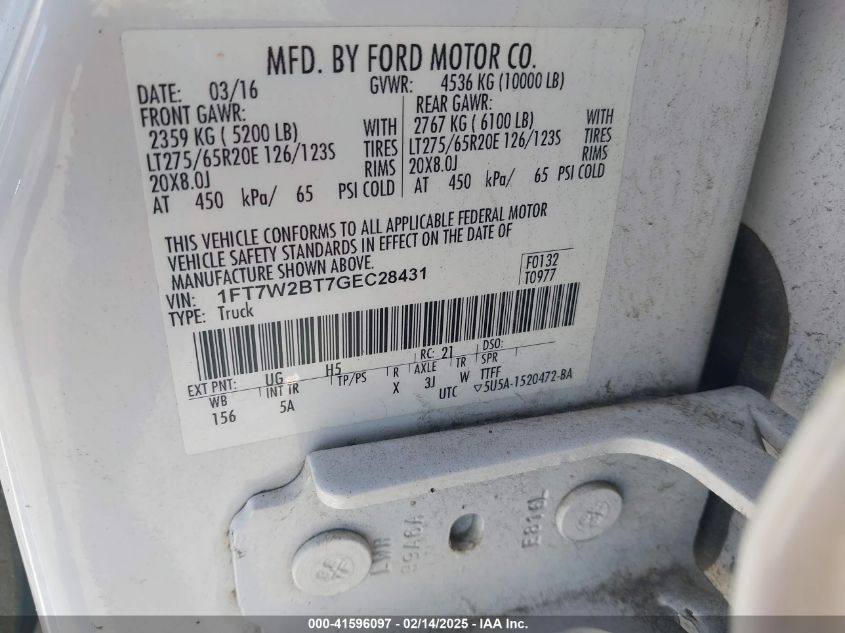 MFD. BY FORD MOTOR CO.
DATE: 03/16 GVWR: 4536 KG (10000 LB)
FRONT GAWR: REAR GAWR:
2359 KG ( 5200 LB) WITH 2767 KG ( 6100 LB) WITH
LT275/65R20E 126/123S TIRES LT275/65R20E 126/123S TIRES
20X8.0J RIMS 20X8.0J RIMS
AT 450 kPa/ 65 PSI COLD AT 450 kPa/ 65 PSI COLD
THIS VEHICLE CONFORMS TO ALL APPLICABLE FEDERAL MOTOR
VEHICLE SAFETY STANDARDS IN EFFECT ON THE DATE OF
MANUFACTURE SHOWN ABOVE.
VIN: 1FT7W2BT7GEC28431 F0132
TYPE: Truck T0977
EXT PNT: UG H5 RC: 21 DSO:
WB INT TR TP/PS R AXLE TR SPR
156 5A X 3J W TTFF
UTC ▽5U5A-1520472-BA
LWR
E816L
000-41596097 - 02/14/2025 - © IAA Holdings, LLC.